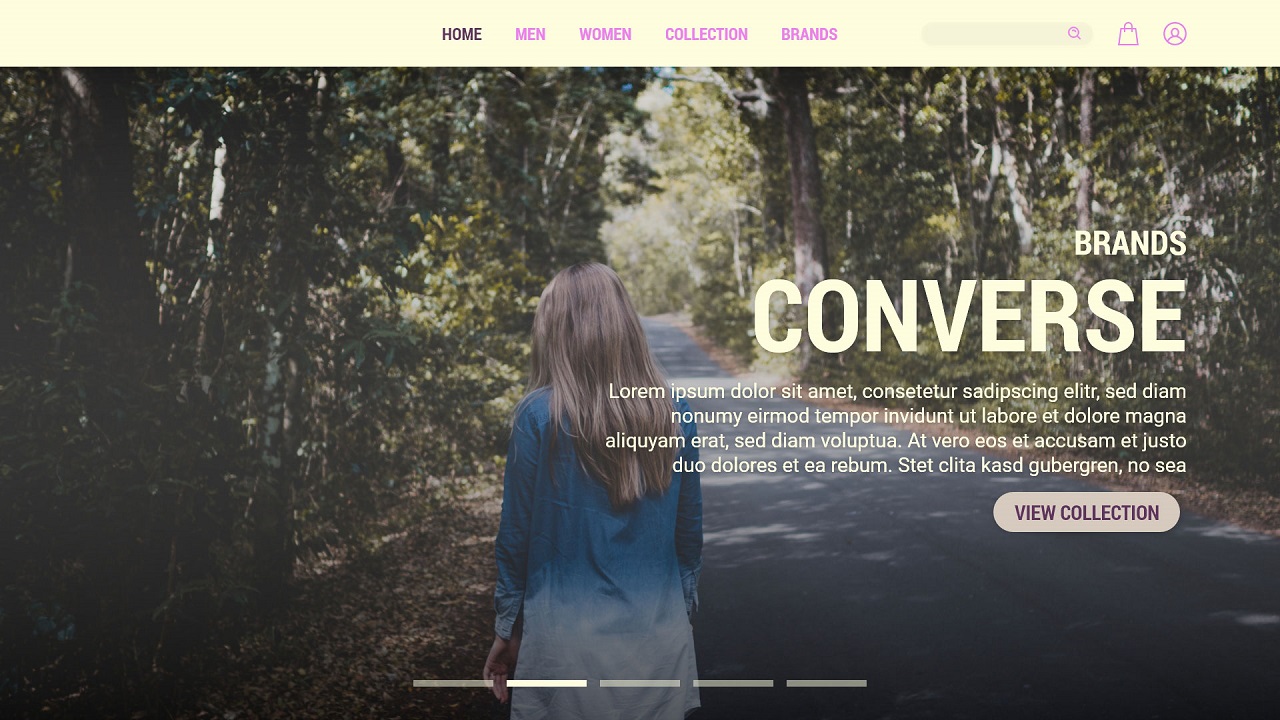 HOME MEN WOMEN COLLECTION BRANDS
BRANDS
CONVERSE
Lorem ipsum dolor sit amet, consetetur sadipscing elitr, sed diam
nonumy eirmod tempor invidunt ut labore et dolore magna
aliquyam erat, sed diam voluptua. At vero eos et accusam et justo
duo dolores et ea rebum. Stet clita kasd gubergren, no sea
VIEW COLLECTION